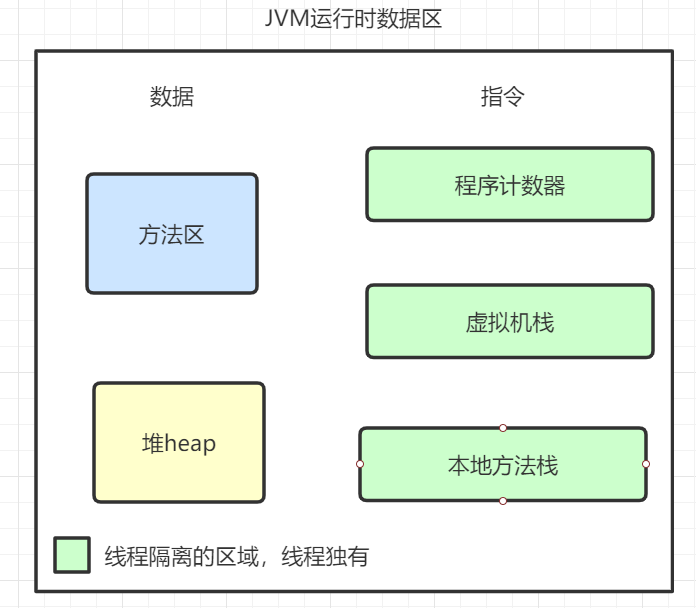 JVM运行时数据区
数据
指令
程序计数器
方法区
虚拟机栈
堆heap
本地方法栈
线程隔离的区域，线程独有